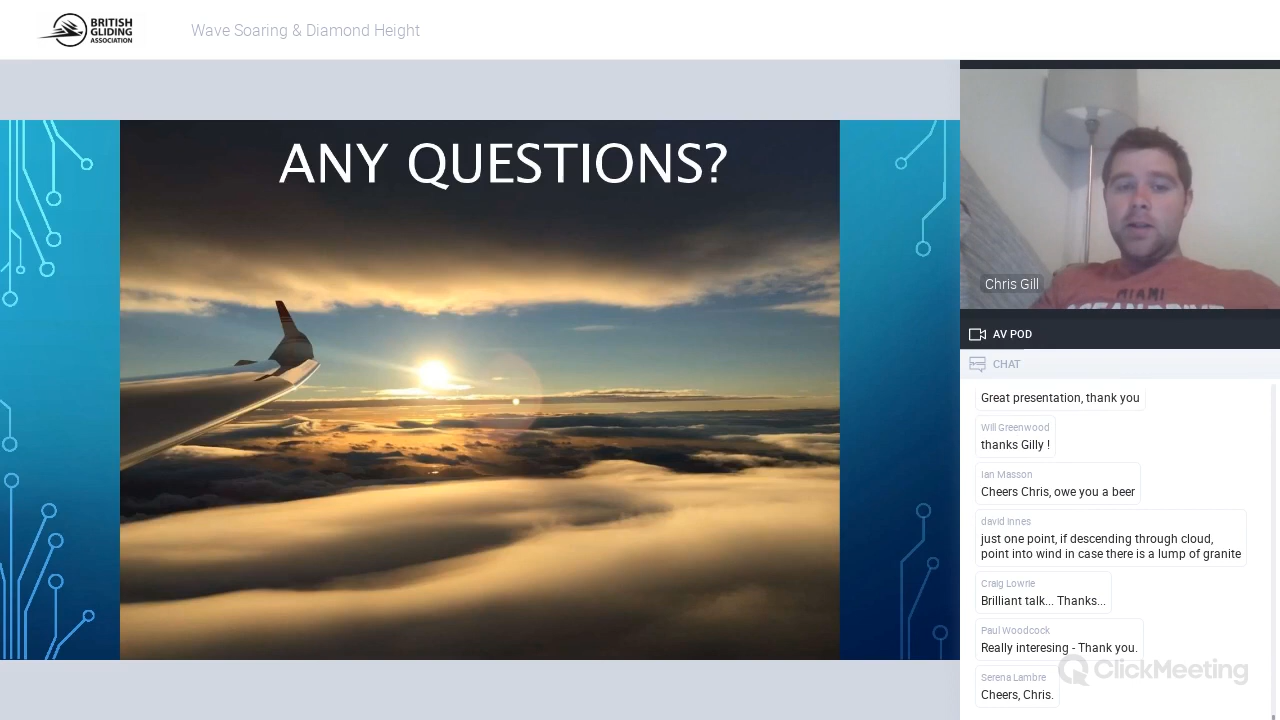 BRITISH
GLIDING
ASSOCIATION
Wave Soaring & Diamond Height
ANY QUESTIONS?
Chris Gill
MIAMI
AV POD
CHAT
Great presentation, thank you
Will Greenwood
thanks Gilly !
Ian Masson
Cheers Chris, owe you a beer
david innes
just one point, if descending through cloud,
point into wind in case there is a lump of granite
Craig Lowrie
Brilliant talk... Thanks...
Paul Woodcock
Really interesing - Thank you.
Serena Lambre
Cheers, Chris.
ClickMeeting